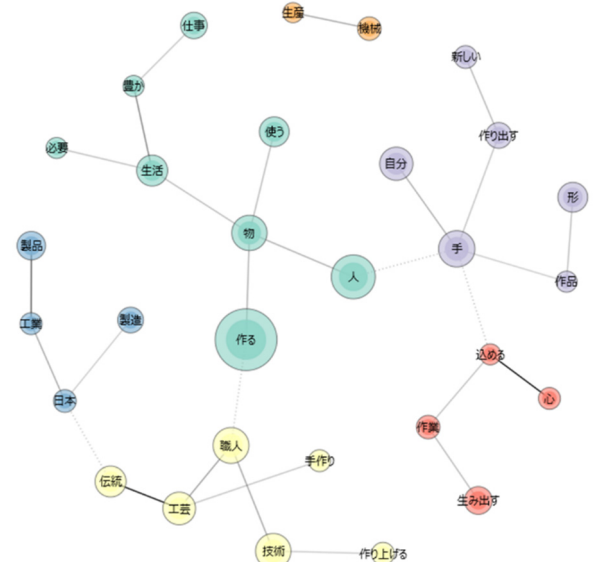 生産
仕事
機械
新しい
豊か
使う
作り出す
必要
自分
生活
形
物
製品
手
人
作品
製造
工業
作る
込める
日本
心
作業
職人
手作り
伝統
生み出す
工芸
技術
作り上げる